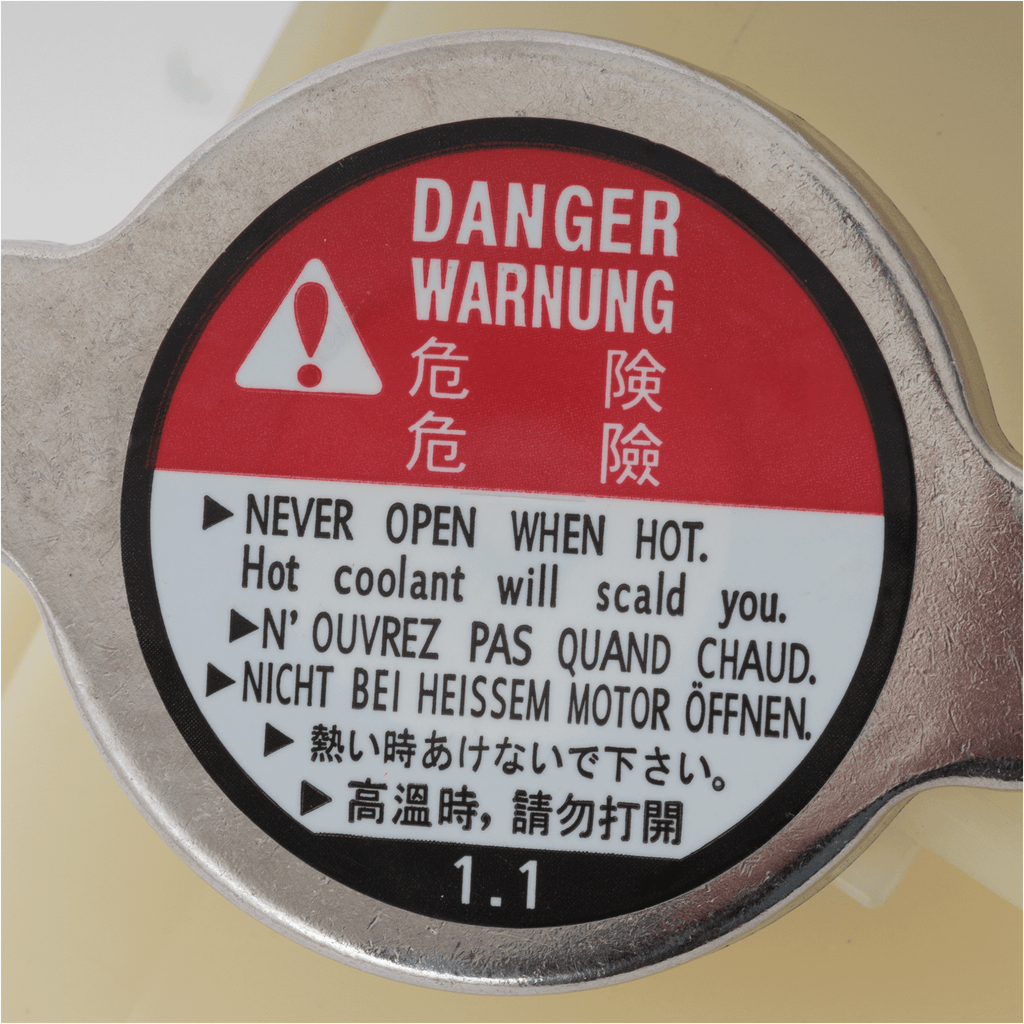 DANGER
WARNUNG
危 険
危 險
NEVER OPEN WHEN HOT.
Hot coolant will scald you.
N' OUVREZ PAS QUAND CHAUD.
NICHT BEI HEISSEM MOTOR ÖFFNEN.
熱い時あけないで下さい。
高溫時，請勿打開
1.1